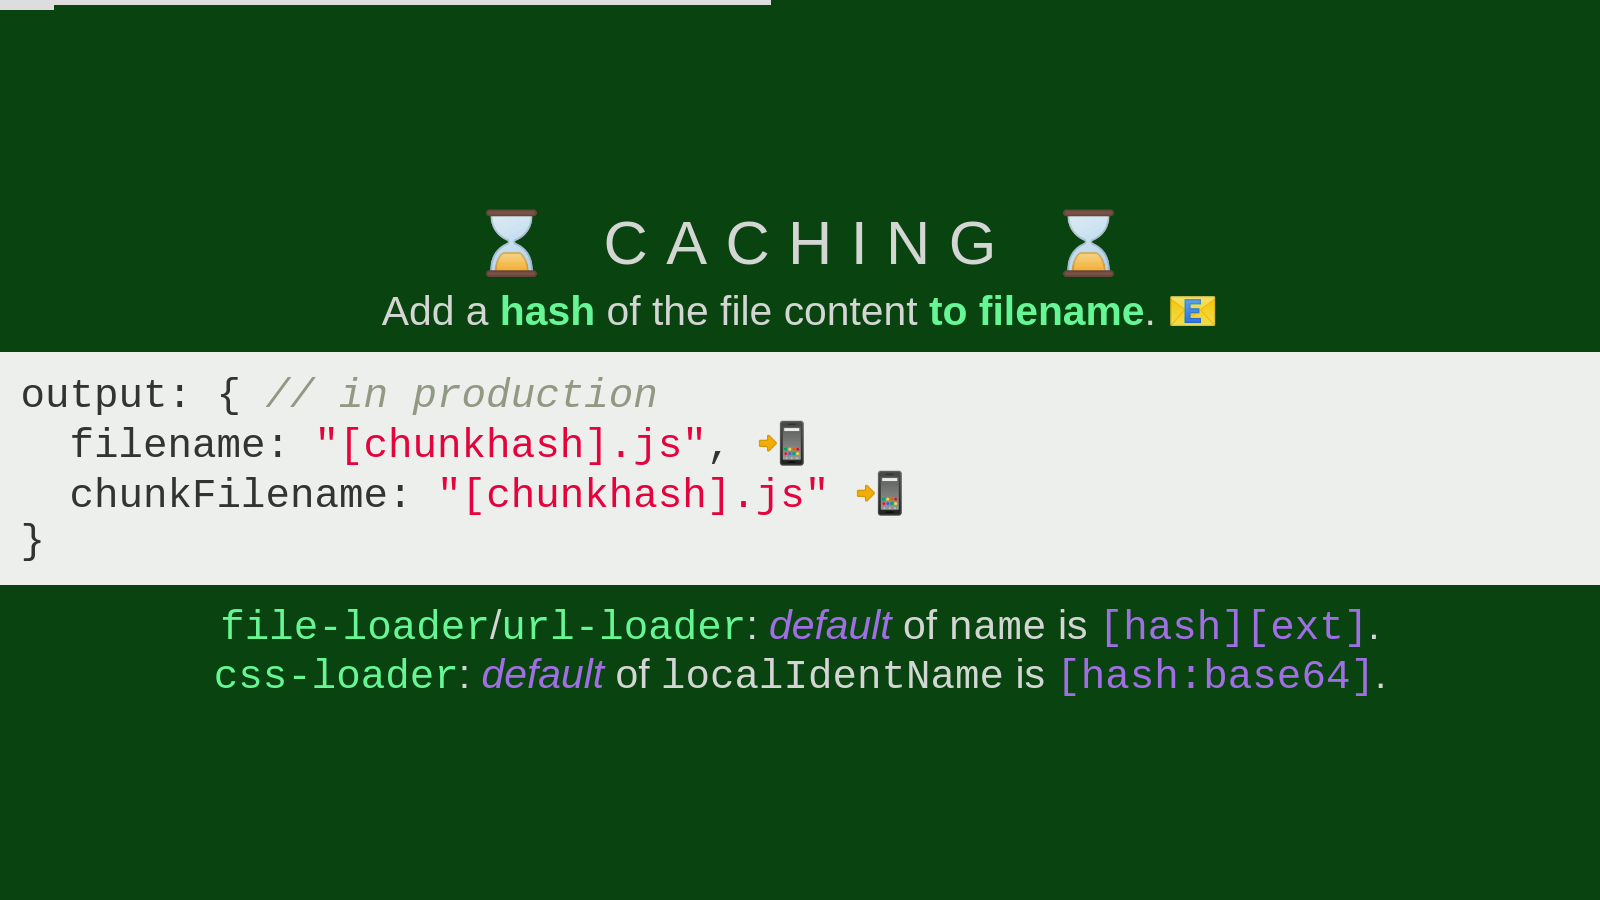 ⌛ CACHING ⌛
Add a hash of the file content to filename. 📧
output: { // in production
  filename: "[chunkhash].js", 📲
  chunkFilename: "[chunkhash].js" 📲
}
file-loader/url-loader: default of name is [hash][ext].
css-loader: default of localIdentName is [hash:base64].